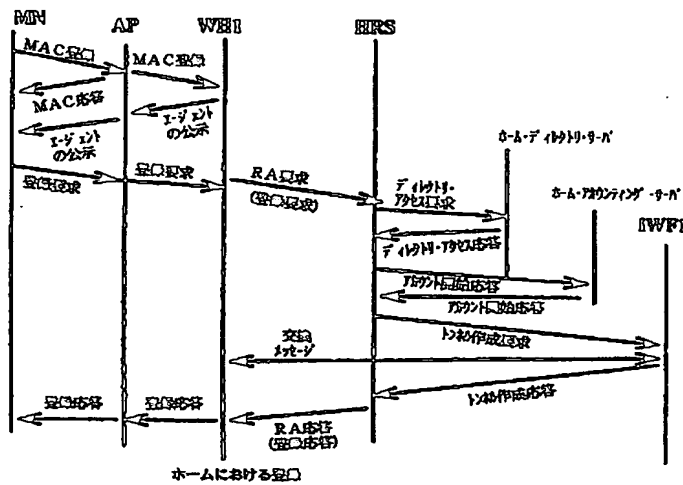 MN
AP
WH1
HRS
MAC登録
MAC登録
MAC応答
ｴｰｼﾞｪﾝﾄ
の公示
ｴｰｼﾞｪﾝﾄ
の公示
ﾎｰﾑ･ﾃﾞｨﾚｸﾄﾘ･ｻｰﾊﾞ
登録要求
登録要求
RA要求
(登録要求)
ﾃﾞｨﾚｸﾄﾘ･
ｱｸｾｽ要求
ﾎｰﾑ･ｱｶｳﾝﾃｨﾝｸﾞ･ｻｰﾊﾞ
IWF1
ﾃﾞｨﾚｸﾄﾘ･ｱｸｾｽ応答
ｱｶｳﾝﾄ開始応答
ｱｶｳﾝﾄ開始応答
交換
ﾒｯｾｰｼﾞ
ﾄﾝﾈﾙ作成要求
ﾄﾝﾈﾙ作成応答
登録応答
登録応答
RA応答
(登録応答)
ホームにおける登録